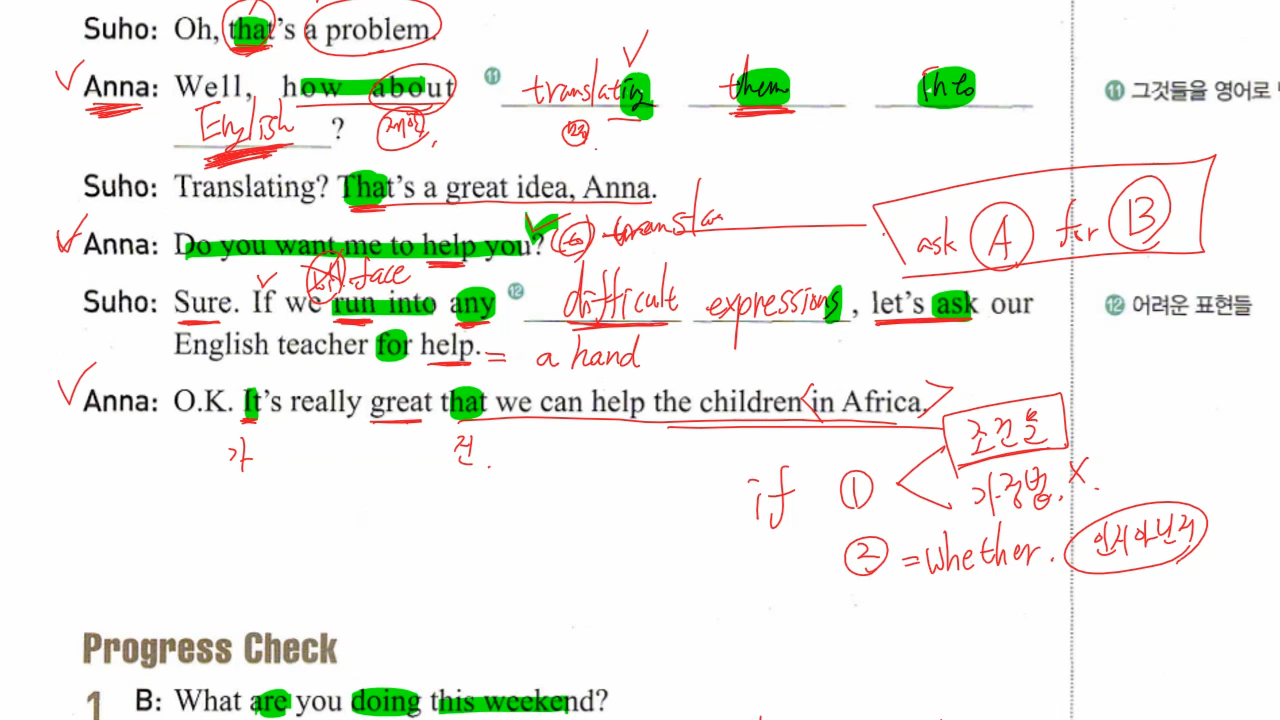 Suho: Oh, that's a problem.
Anna: Well, how about ⑪ translating them into
English ?
제안
⑪ 그것들을 영어로
Suho: Translating? That's a great idea, Anna.
Anna: Do you want me to help you? (to)
ask A for B
face
Suho: Sure. If we run into any ⑫ difficult expressions, let's ask our
⑫ 어려운 표현들
English teacher for help. = a hand
Anna: O.K. It's really great that we can help the children <in Africa.>
가 진.
if ① 조건을
가정법. X.
② = whether. 인지아닌지
Progress Check
1 B: What are you doing this weekend?